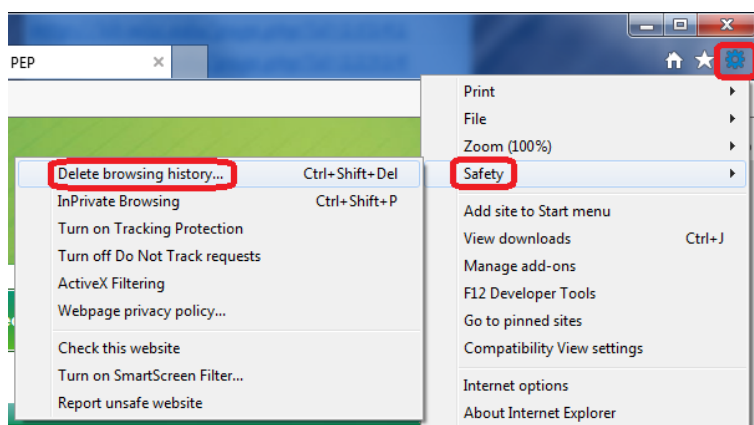 PEP
Print
File
Zoom (100%)
Safety
Add site to Start menu
View downloads Ctrl+J
Manage add-ons
F12 Developer Tools
Go to pinned sites
Compatibility View settings
Internet options
About Internet Explorer
Delete browsing history... Ctrl+Shift+Del
InPrivate Browsing Ctrl+Shift+P
Turn on Tracking Protection
Turn off Do Not Track requests
ActiveX Filtering
Webpage privacy policy...
Check this website
Turn on SmartScreen Filter...
Report unsafe website